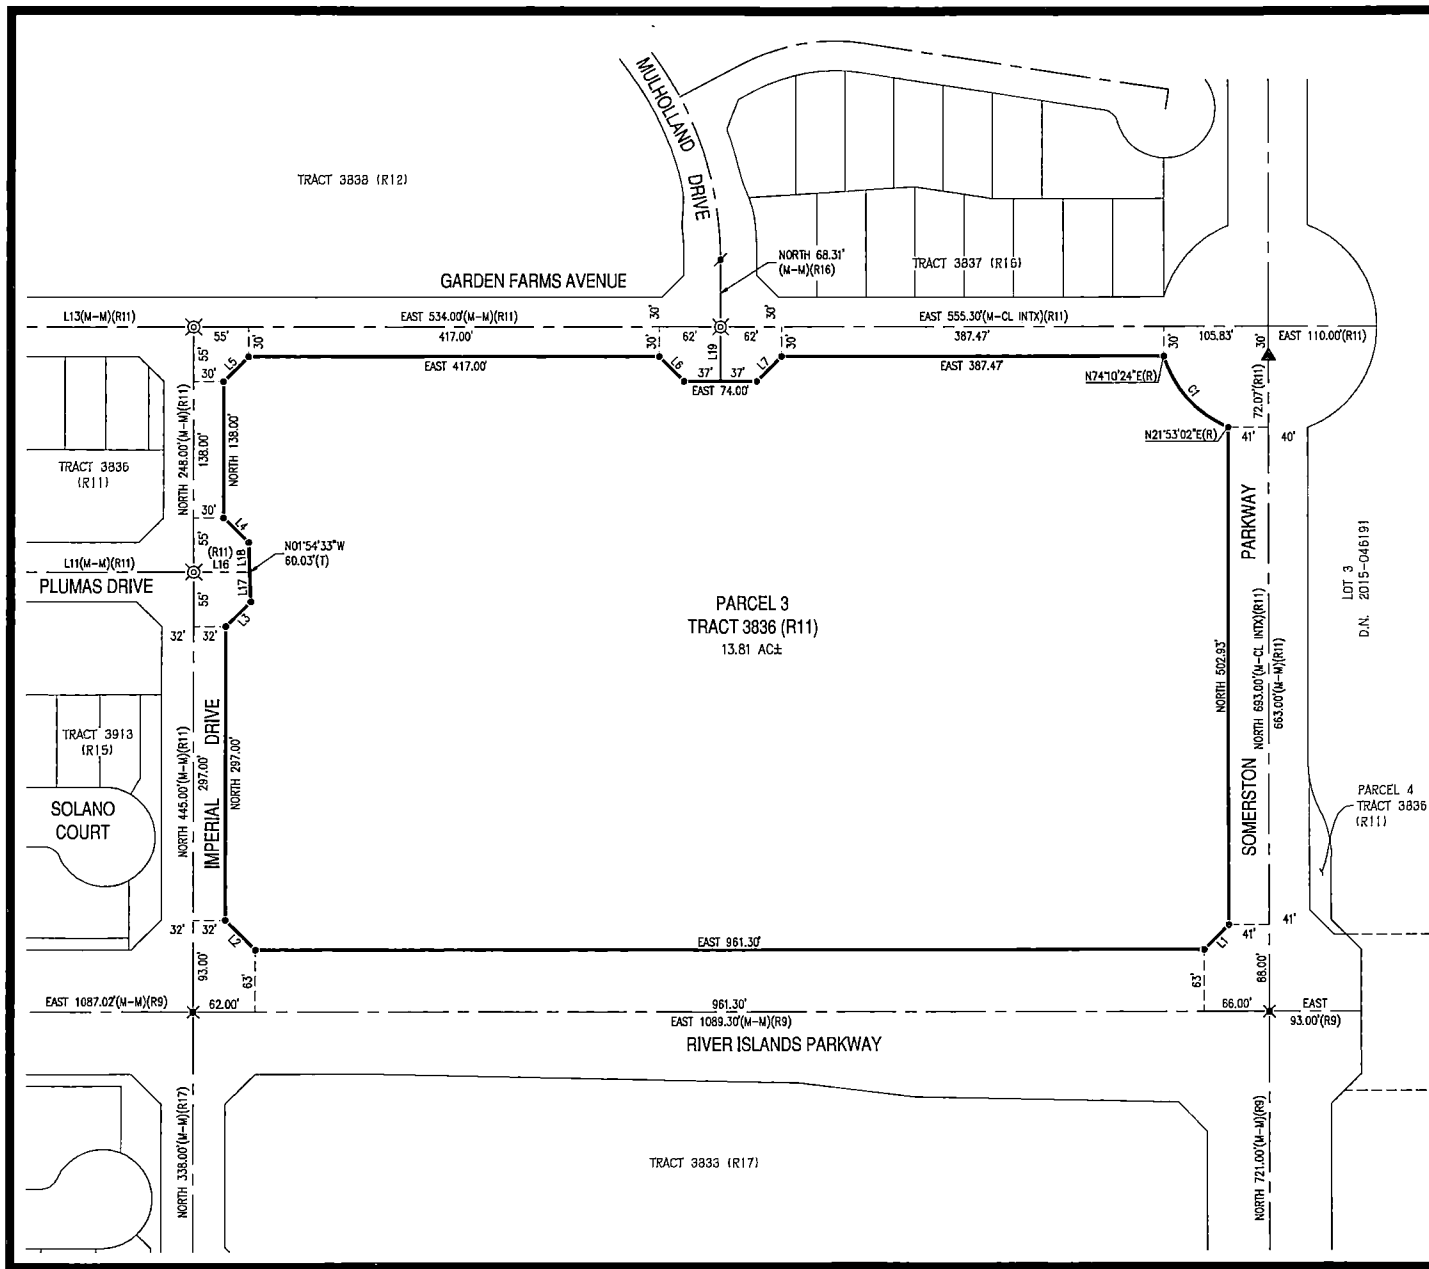 MULHOLLAND DRIVE
TRACT 3838 (R12)
NORTH 68.31'
(M-M)(R16)
TRACT 3837 (R16)
GARDEN FARMS AVENUE
L13(M-M)(R11)
EAST 534.00'(M-M)(R11)
EAST 555.30'(M-CL INTX)(R11)
EAST 110.00'(R11)
55'
417.00'
62'
62'
387.47'
105.83'
30'
30'
30'
30'
30'
30'
30'
55'
30'
L5
EAST 417.00'
L6
L19
37'
37'
EAST 74.00'
L7
EAST 387.47'
N74°10'24"E(R)
C1
72.07'(R11)
N21°53'02"E(R)
41'
40'
NORTH 248.00'(M-M)(R11)
138.00'
NORTH 138.00'
TRACT 3836
(R11)
30'
L4
55'
(R11)
L16
L18
N01°54'33"W
60.03'(T)
L11(M-M)(R11)
PLUMAS DRIVE
L17
55'
L3
32'
32'
PARCEL 3
TRACT 3836 (R11)
13.81 AC±
SOMERSTON PARKWAY
NORTH 502.93'
NORTH 693.00'(M-CL INTX)(R11)
663.00'(M-M)(R11)
LOT 3
D.N. 2015-046191
TRACT 3913
(R15)
IMPERIAL DRIVE
NORTH 445.00'(M-M)(R11)
297.00'
NORTH 297.00'
SOLANO
COURT
PARCEL 4
TRACT 3836
(R11)
32'
32'
L2
EAST 961.30'
L1
41'
41'
93.00'
63'
63'
88.00'
EAST 1087.02'(M-M)(R9)
62.00'
961.30'
66.00'
EAST
93.00'(R9)
EAST 1089.30'(M-M)(R9)
RIVER ISLANDS PARKWAY
NORTH 338.00'(M-M)(R17)
TRACT 3833 (R17)
NORTH 721.00'(M-M)(R9)